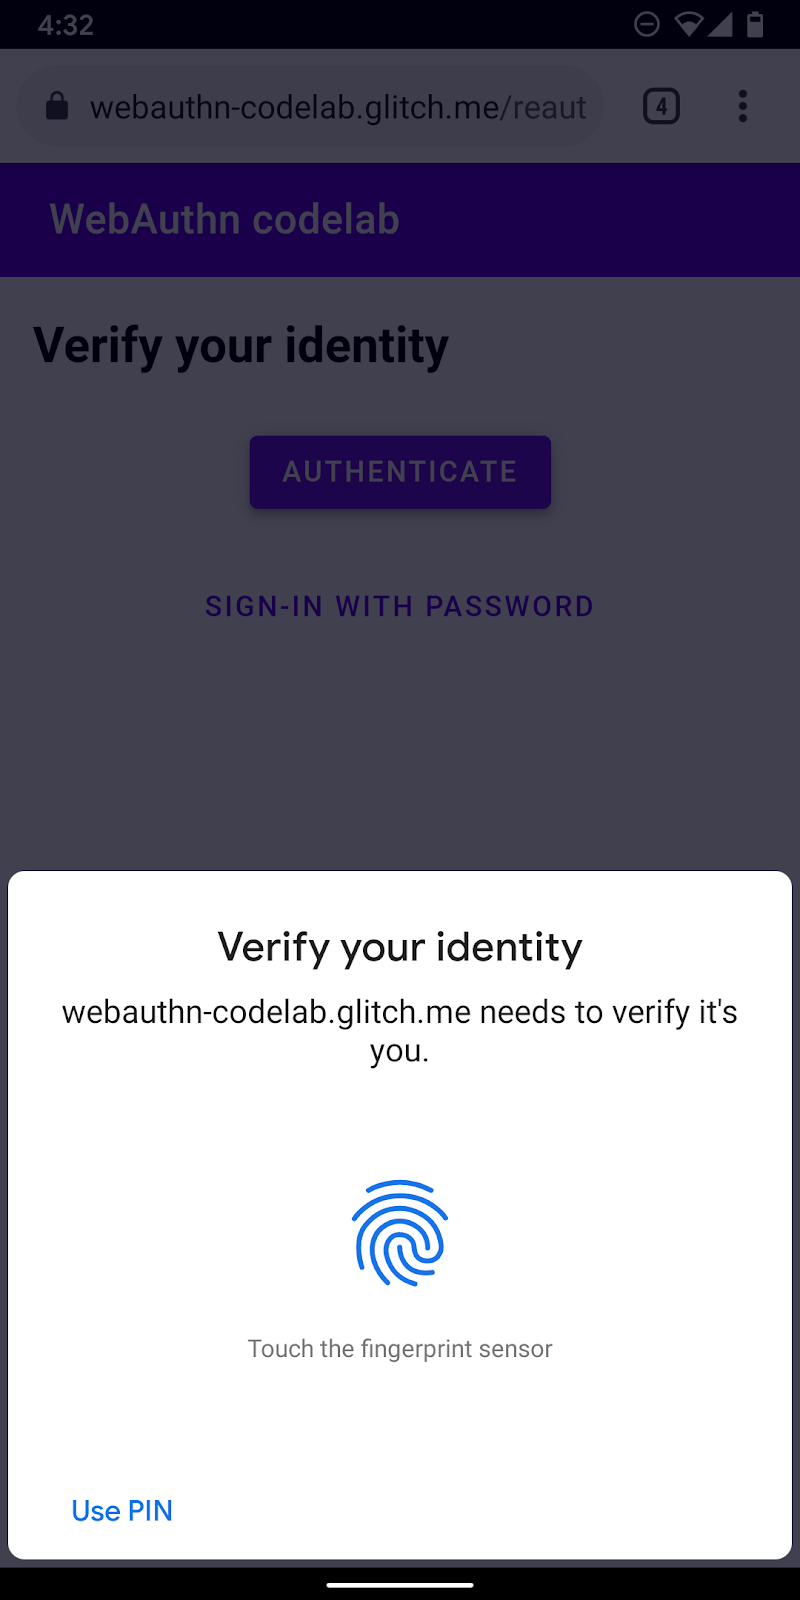 4:32
webauthn-codelab.glitch.me/reaut
4
WebAuthn codelab
Verify your identity
AUTHENTICATE
SIGN-IN WITH PASSWORD
Verify your identity
webauthn-codelab.glitch.me needs to verify it's
you.
Touch the fingerprint sensor
Use PIN